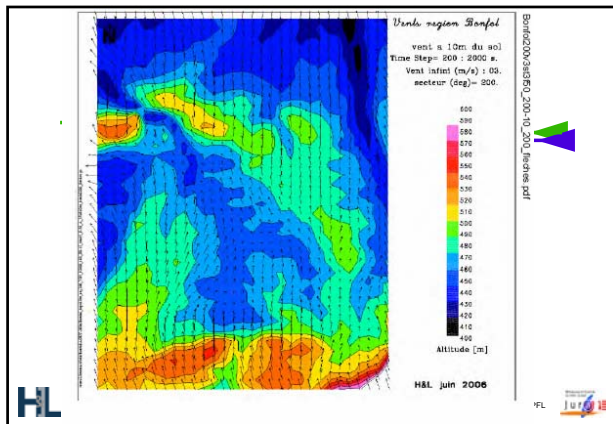 Vents region Bonfol
vent a 10m du sol
Time Step= 200 : 2000 s.
Vent infini (m/s) : 03.
secteur (deg)= 200.
600
590
580
570
560
550
540
530
520
510
500
490
480
470
460
450
440
430
420
410
400
Altitude [m]
H&L juin 2006
Bonfol200v3st350_200-10_200_fleches.pdf
N
H&L
PFL
jura